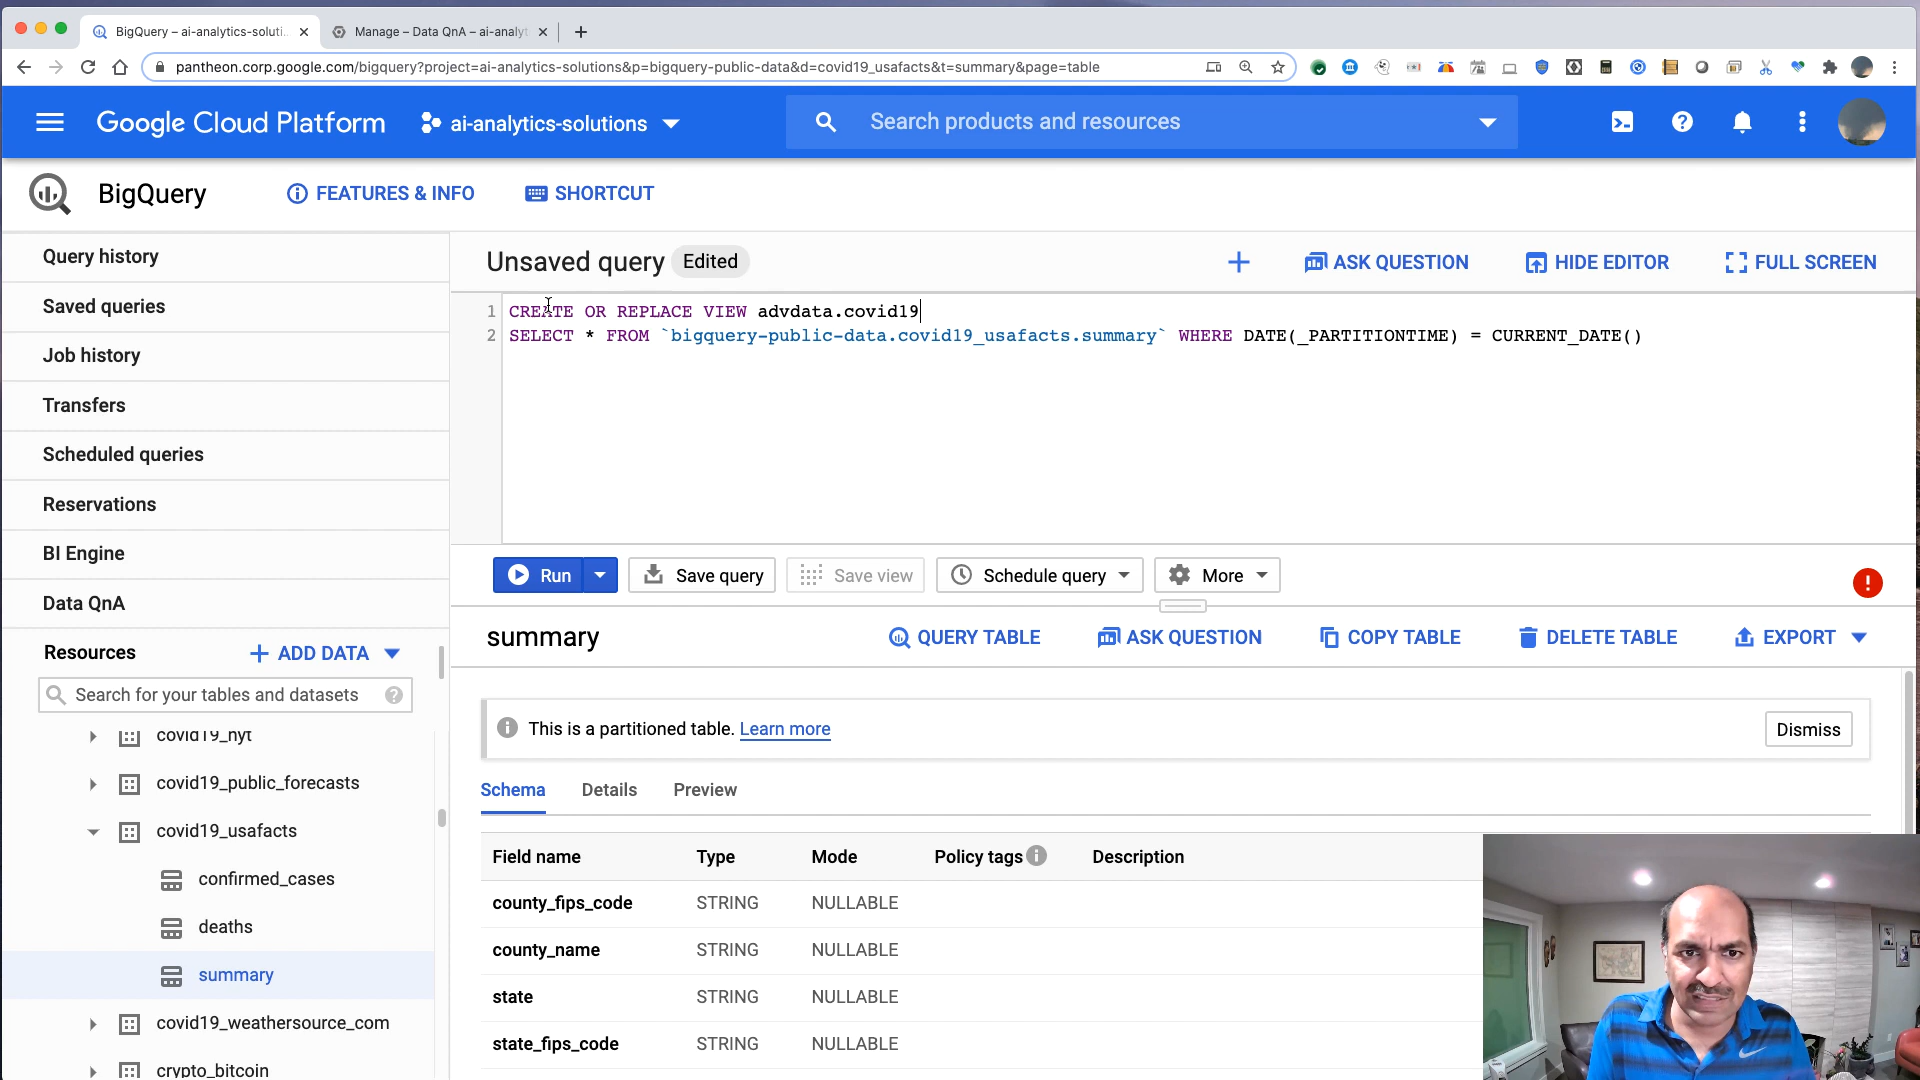 BigQuery – ai-analytics-soluti..
Manage – Data QnA – ai-analyt
pantheon.corp.google.com/bigquery?project=ai-analytics-solutions&p=bigquery-public-data&d=covid19_usafacts&t=summary&page=table
Google Cloud Platform
ai-analytics-solutions
Search products and resources
BigQuery
FEATURES & INFO
SHORTCUT
Query history
Saved queries
Job history
Transfers
Scheduled queries
Reservations
BI Engine
Data QnA
Resources
ADD DATA
Search for your tables and datasets
covid19_nyt
covid19_public_forecasts
covid19_usafacts
confirmed_cases
deaths
summary
covid19_weathersource_com
crypto_bitcoin
Unsaved query
Edited
ASK QUESTION
HIDE EDITOR
FULL SCREEN
1 CREATE OR REPLACE VIEW advdata.covid19
2 SELECT * FROM `bigquery-public-data.covid19_usafacts.summary` WHERE DATE(_PARTITIONTIME) = CURRENT_DATE()
Run
Save query
Save view
Schedule query
More
summary
QUERY TABLE
ASK QUESTION
COPY TABLE
DELETE TABLE
EXPORT
This is a partitioned table. Learn more
Dismiss
Schema
Details
Preview
Field name Type Mode Policy tags Description
county_fips_code STRING NULLABLE
county_name STRING NULLABLE
state STRING NULLABLE
state_fips_code STRING NULLABLE